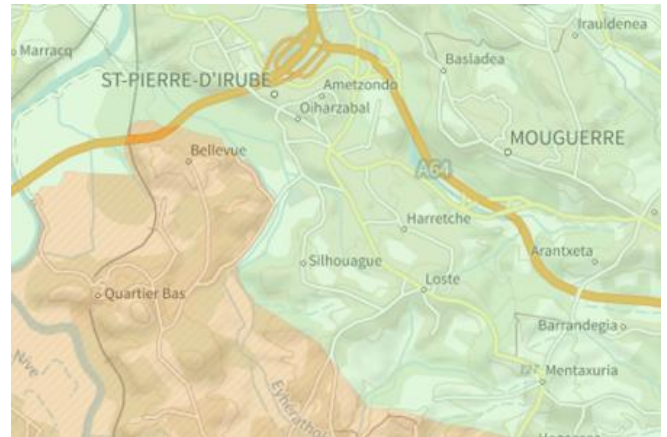 Irauldenea
Marracq
Basladea
ST-PIERRE-D'IRUBE
Ametzondo
Oiharzabal
MOUGUERRE
Bellevue
A64
Harretche
Arantxeta
Silhouague
Loste
Quartier Bas
Barrandegia
Nive
Mentaxuria